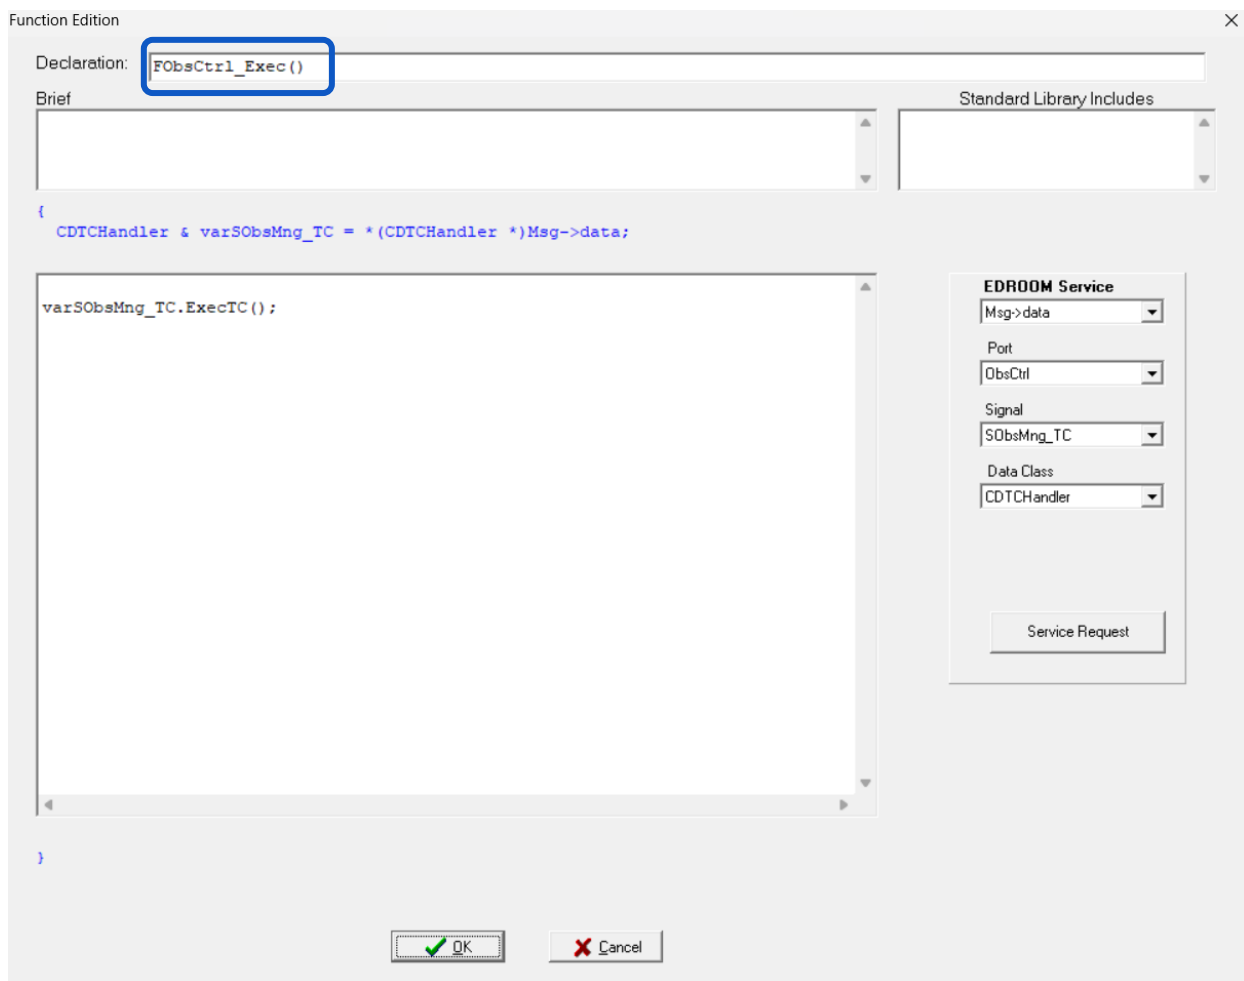 Function Edition
Declaration:
FObsCtrl_Exec()
Brief
Standard Library Includes
{
CDTCHandler & varSObsMng_TC = *(CDTCHandler *)Msg->data;
varSObsMng_TC.ExecTC();
EDROOM Service
Msg->data
Port
ObsCtrl
Signal
SObsMng_TC
Data Class
CDTCHandler
Service Request
}
OK
Cancel